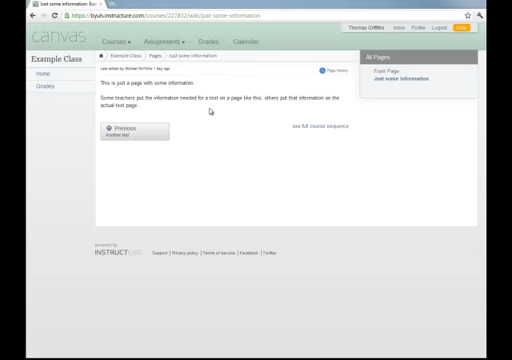 Just some information: Exa
https://byuh.instructure.com/courses/227832/wiki/just-some-information
canvas
Thomas Griffiths Inbox Profile Logout Help
Courses Assignments Grades Calendar
Example Class
Home
Grades
Example Class Pages Just some information
Last edited by Michael Griffiths 1 day ago
Page history
This is just a page with some information.
Some teachers put the information needed for a test on a page like this, others put that information on the
actual test page
Previous
Another test
see full course sequence
All Pages
Front Page
Just some Information
powered by
INSTRUCTURE
Support | Privacy policy | Terms of service | Facebook | Twitter